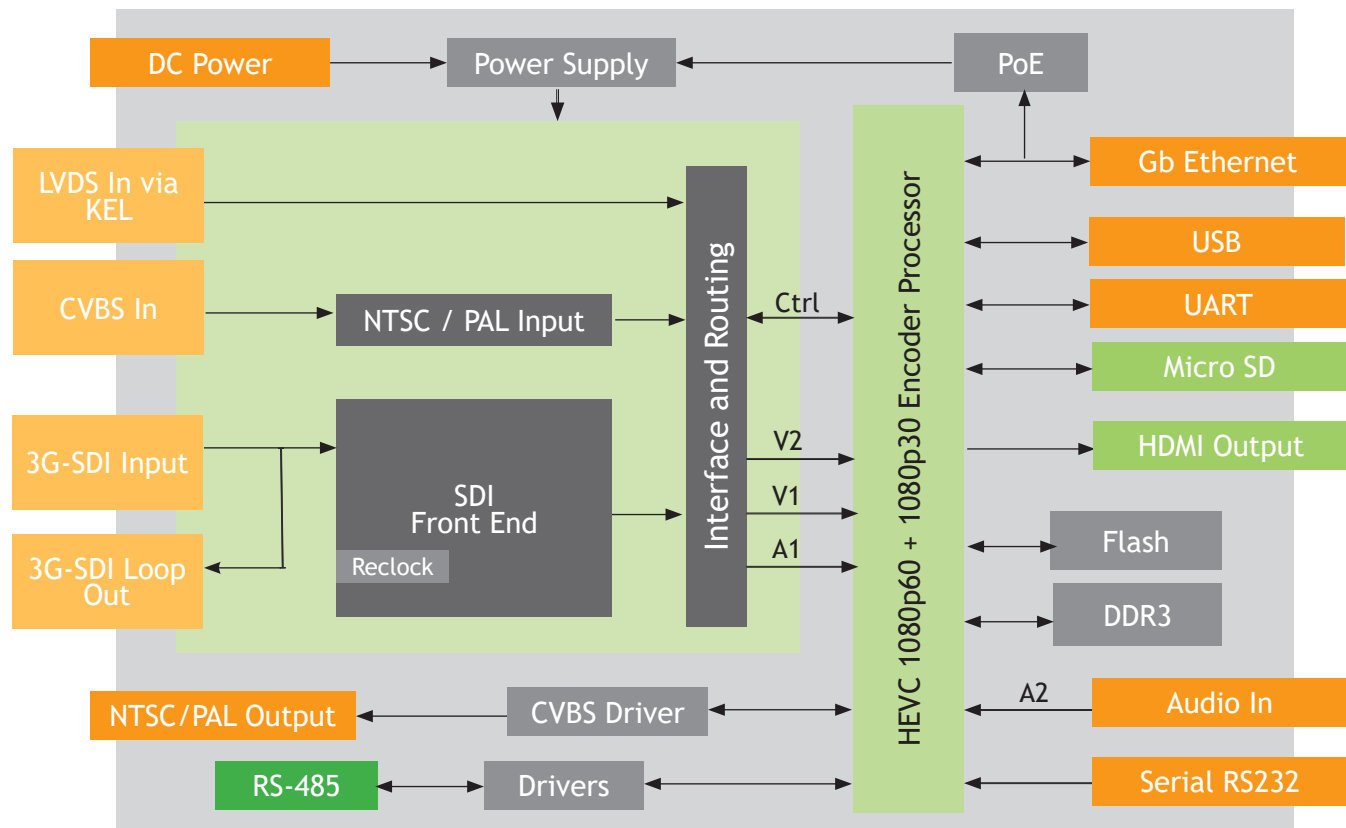 DC Power
Power Supply
PoE
LVDS In via
KEL
CVBS In
3G-SDI Input
3G-SDI Loop
Out
NTSC / PAL Input
SDI
Front End
Reclock
Interface and Routing
Ctrl
V2
V1
A1
HEVC 1080p60 + 1080p30 Encoder Processor
Gb Ethernet
USB
UART
Micro SD
HDMI Output
Flash
DDR3
A2
Audio In
Serial RS232
NTSC/PAL Output
CVBS Driver
RS-485
Drivers